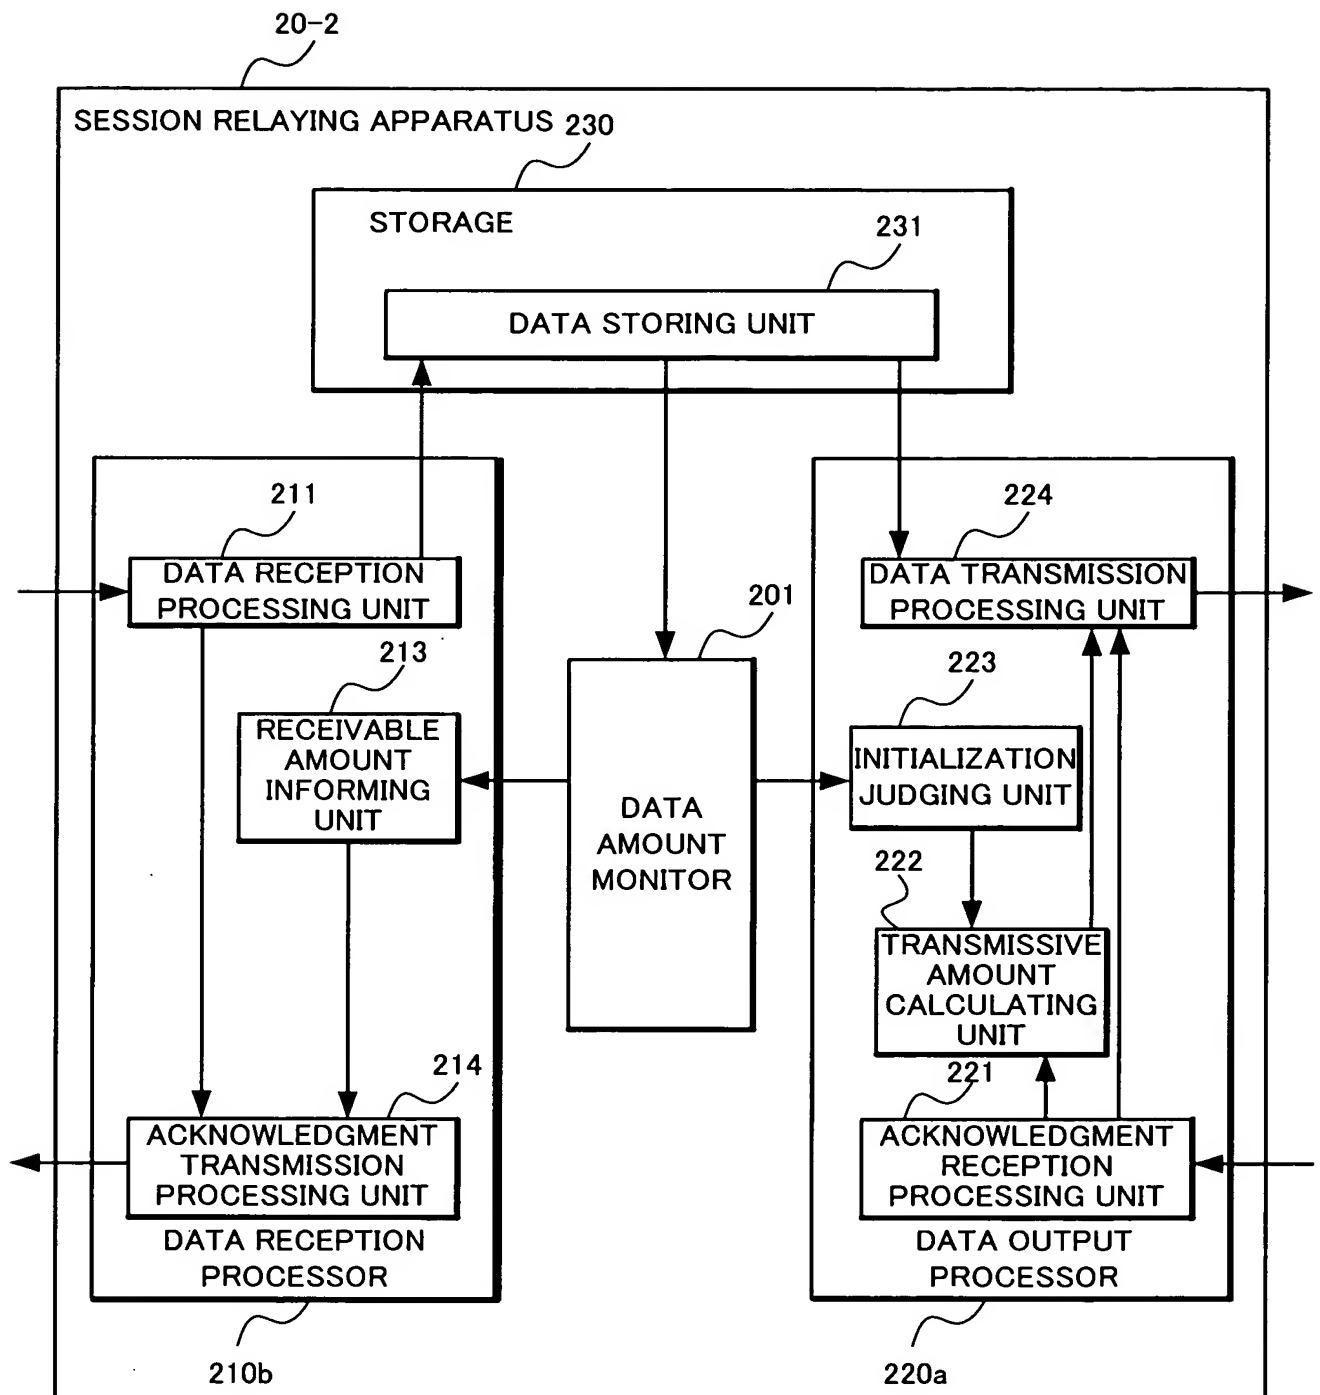 20-2
SESSION RELAYING APPARATUS
230
STORAGE
231
DATA STORING UNIT
211
DATA RECEPTION
PROCESSING UNIT
224
DATA TRANSMISSION
PROCESSING UNIT
201
213
RECEIVABLE
AMOUNT
INFORMING
UNIT
DATA
AMOUNT
MONITOR
223
INITIALIZATION
JUDGING UNIT
222
TRANSMISSIVE
AMOUNT
CALCULATING
UNIT
214
ACKNOWLEDGMENT
TRANSMISSION
PROCESSING UNIT
221
ACKNOWLEDGMENT
RECEPTION
PROCESSING UNIT
DATA RECEPTION
PROCESSOR
DATA OUTPUT
PROCESSOR
210b
220a